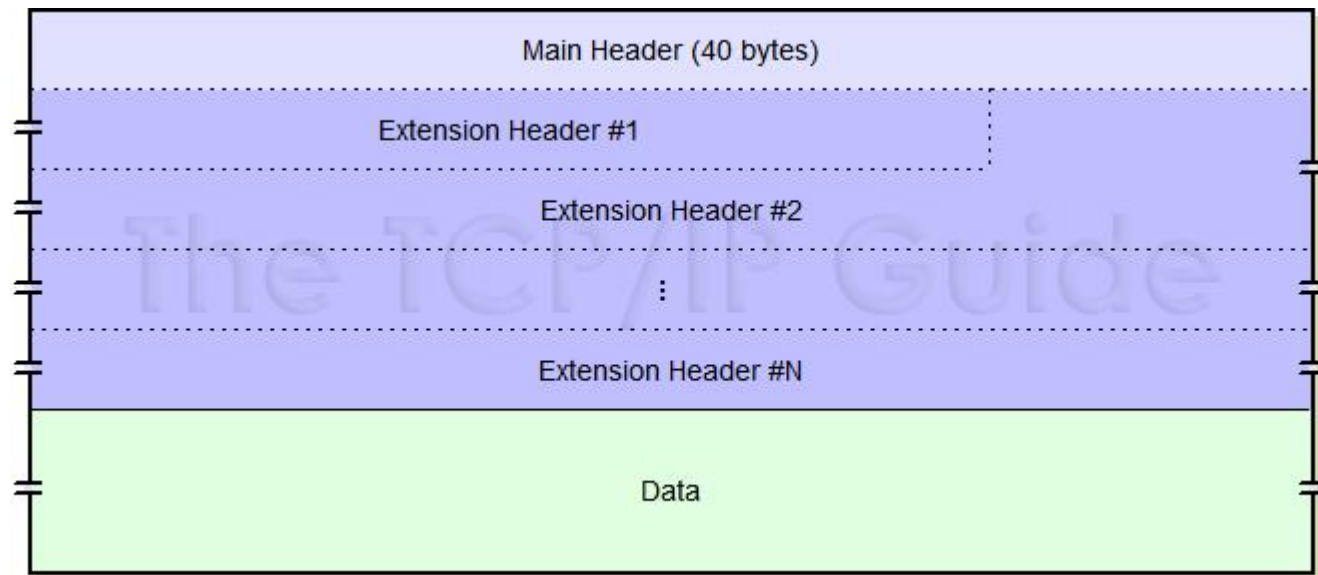 Main Header (40 bytes)
Extension Header #1
Extension Header #2
The TCP/IP Guide
⋮
Extension Header #N
Data